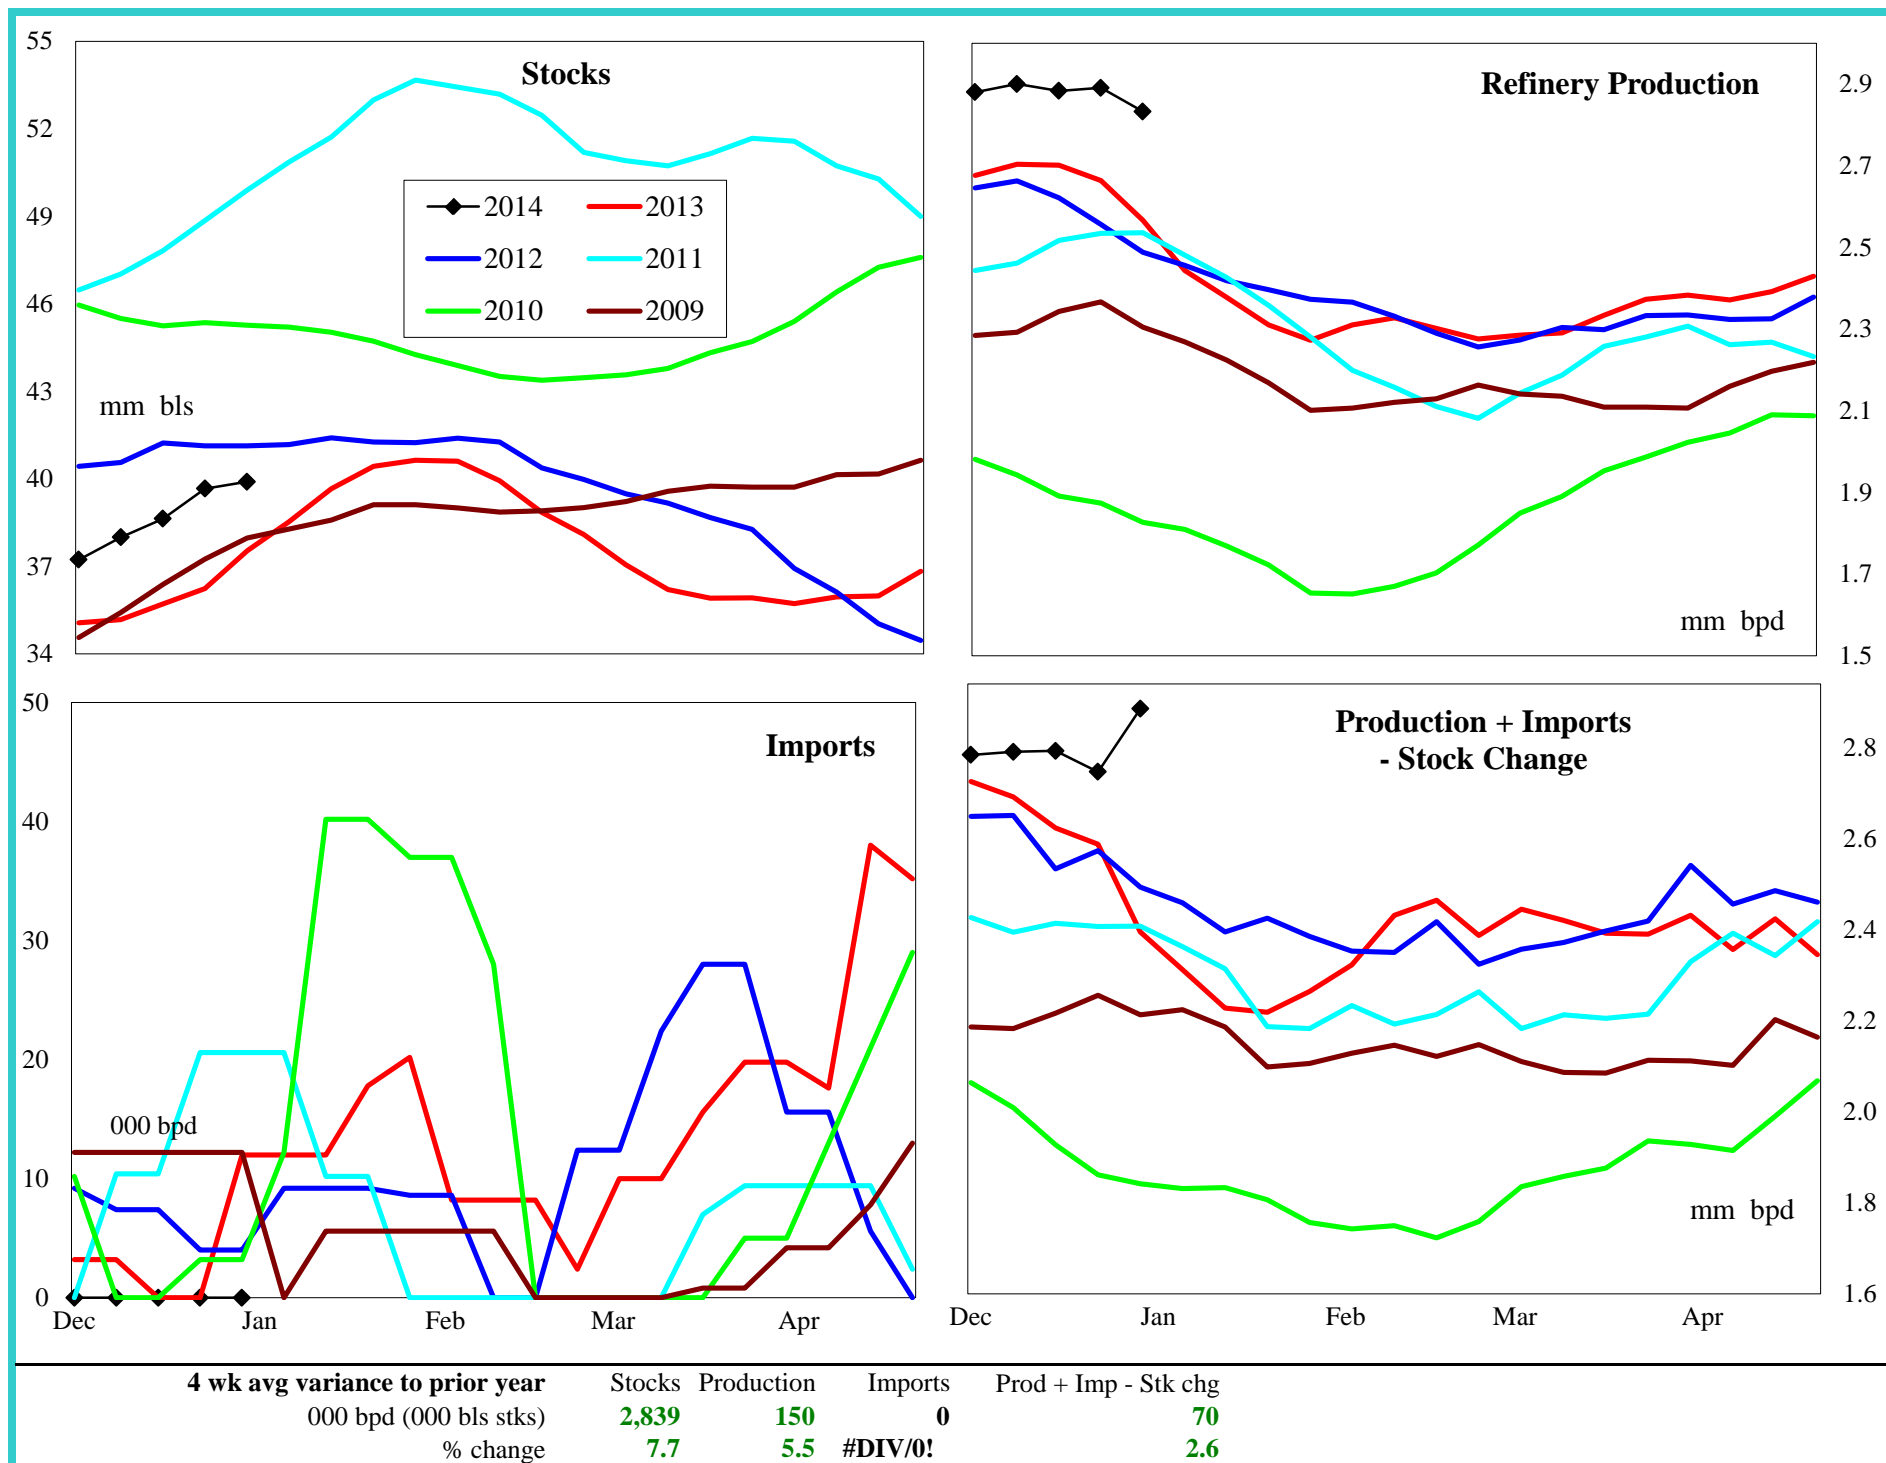 Stocks
55
52
49
46
43
40
37
34
mm bls
2014
2013
2012
2011
2010
2009
Refinery Production
2.9
2.7
2.5
2.3
2.1
1.9
1.7
1.5
mm bpd
Imports
50
40
30
20
10
0
000 bpd
Dec Jan Feb Mar Apr
Production + Imports
- Stock Change
2.8
2.6
2.4
2.2
2.0
1.8
1.6
mm bpd
Dec Jan Feb Mar Apr
4 wk avg variance to prior year Stocks Production Imports Prod + Imp - Stk chg
000 bpd (000 bls stks) 2,839 150 0 70
% change 7.7 5.5 #DIV/0! 2.6